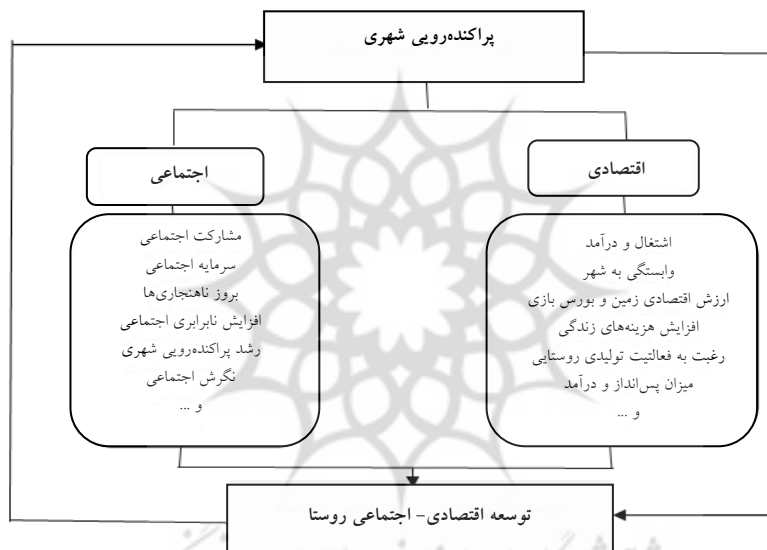 پراکنده‌رویی شهری
اقتصادی
اشتغال و درآمد
وابستگی به شهر
ارزش اقتصادی زمین و بورس بازی
افزایش هزینه‌های زندگی
رغبت به فعالتیت تولیدی روستایی
میزان پس‌انداز و درآمد
و ...
اجتماعی
مشارکت اجتماعی
سرمایه اجتماعی
بروز ناهنجاری‌ها
افزایش نابرابری اجتماعی
رشد پراکنده‌رویی شهری
نگرش اجتماعی
و ...
توسعه اقتصادی- اجتماعی روستا